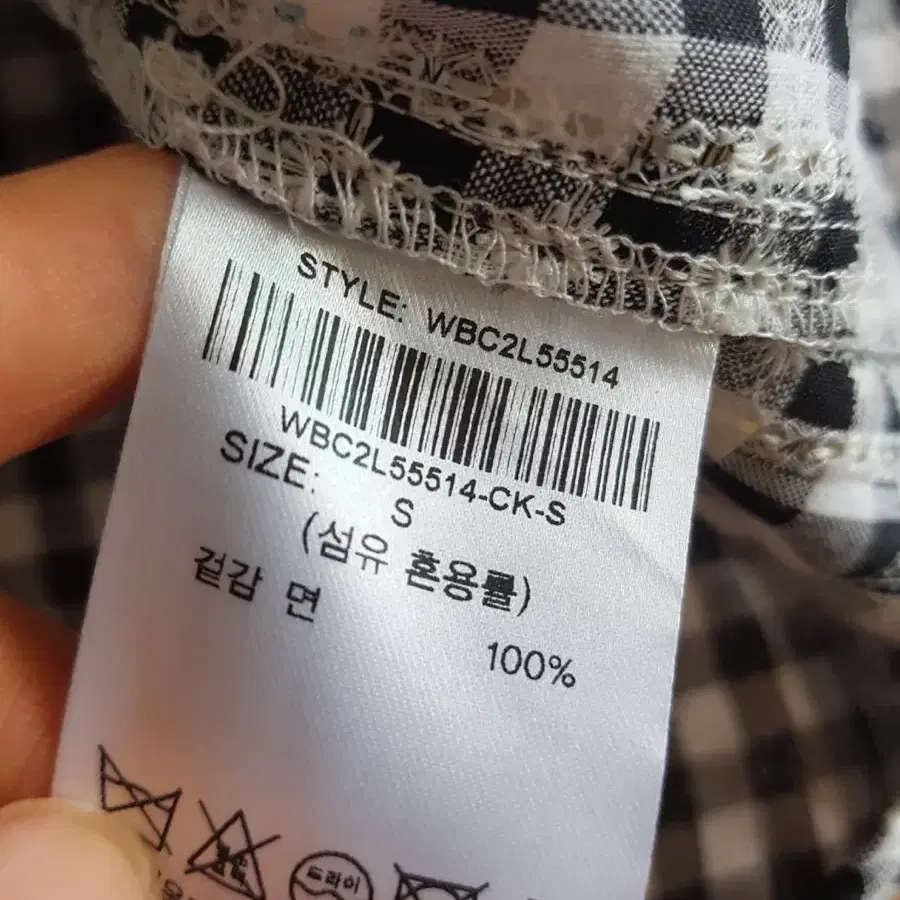 STYLE: WBC2L55514
WBC2L55514-CK-S
SIZE: S
(섬유 혼용률)
겉감 면 100%
드라이